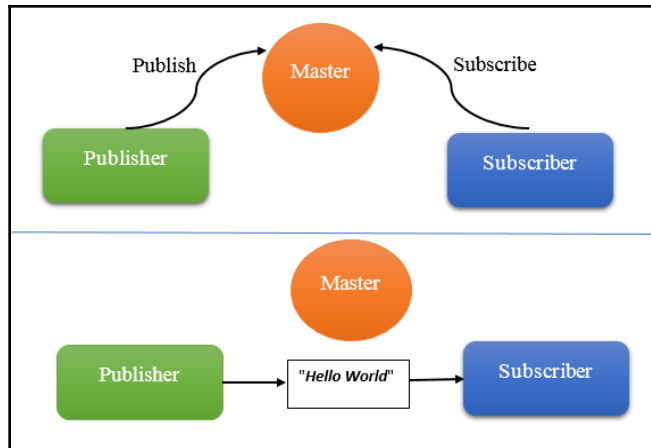 Master
Publish
Subscribe
Publisher
Subscriber
Master
Publisher
"Hello World"
Subscriber